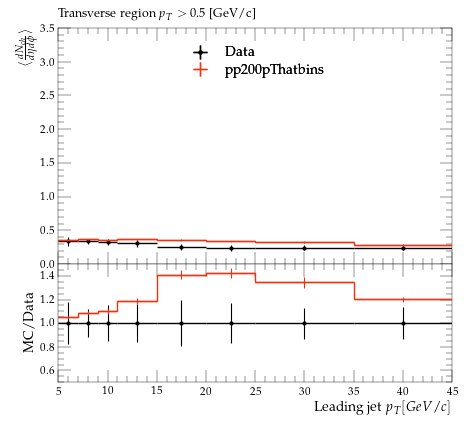 Transverse region p_T > 0.5 [GeV/c]
⟨dN_ch/dηdϕ⟩
3.5
3.0
2.5
2.0
1.5
1.0
0.5
0.0
Data
pp200pThatbins
MC/Data
1.4
1.2
1.0
0.8
0.6
5 10 15 20 25 30 35 40 45
Leading jet p_T[GeV/c]